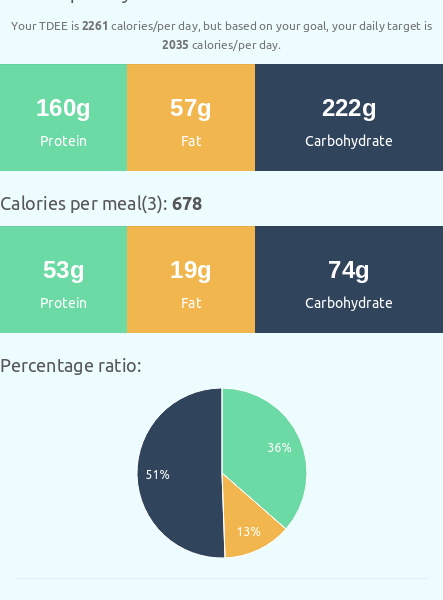 Your TDEE is 2261 calories/per day, but based on your goal, your daily target is
2035 calories/per day.
160g 57g 222g
Protein Fat Carbohydrate
Calories per meal(3): 678
53g 19g 74g
Protein Fat Carbohydrate
Percentage ratio:
36%
51%
13%